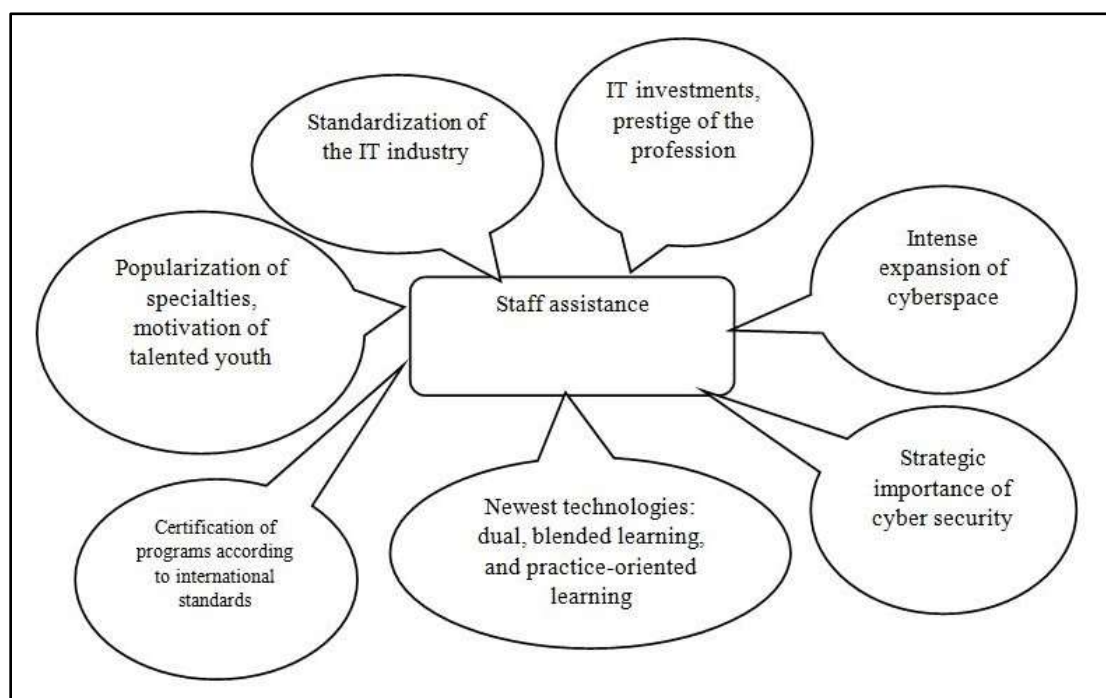 Standardization of
the IT industry
IT investments,
prestige of the
profession
Popularization of
specialties,
motivation of
talented youth
Staff assistance
Intense
expansion of
cyberspace
Certification of
programs according
to international
standards
Newest technologies:
dual, blended learning,
and practice-oriented
learning
Strategic
importance of
cyber security